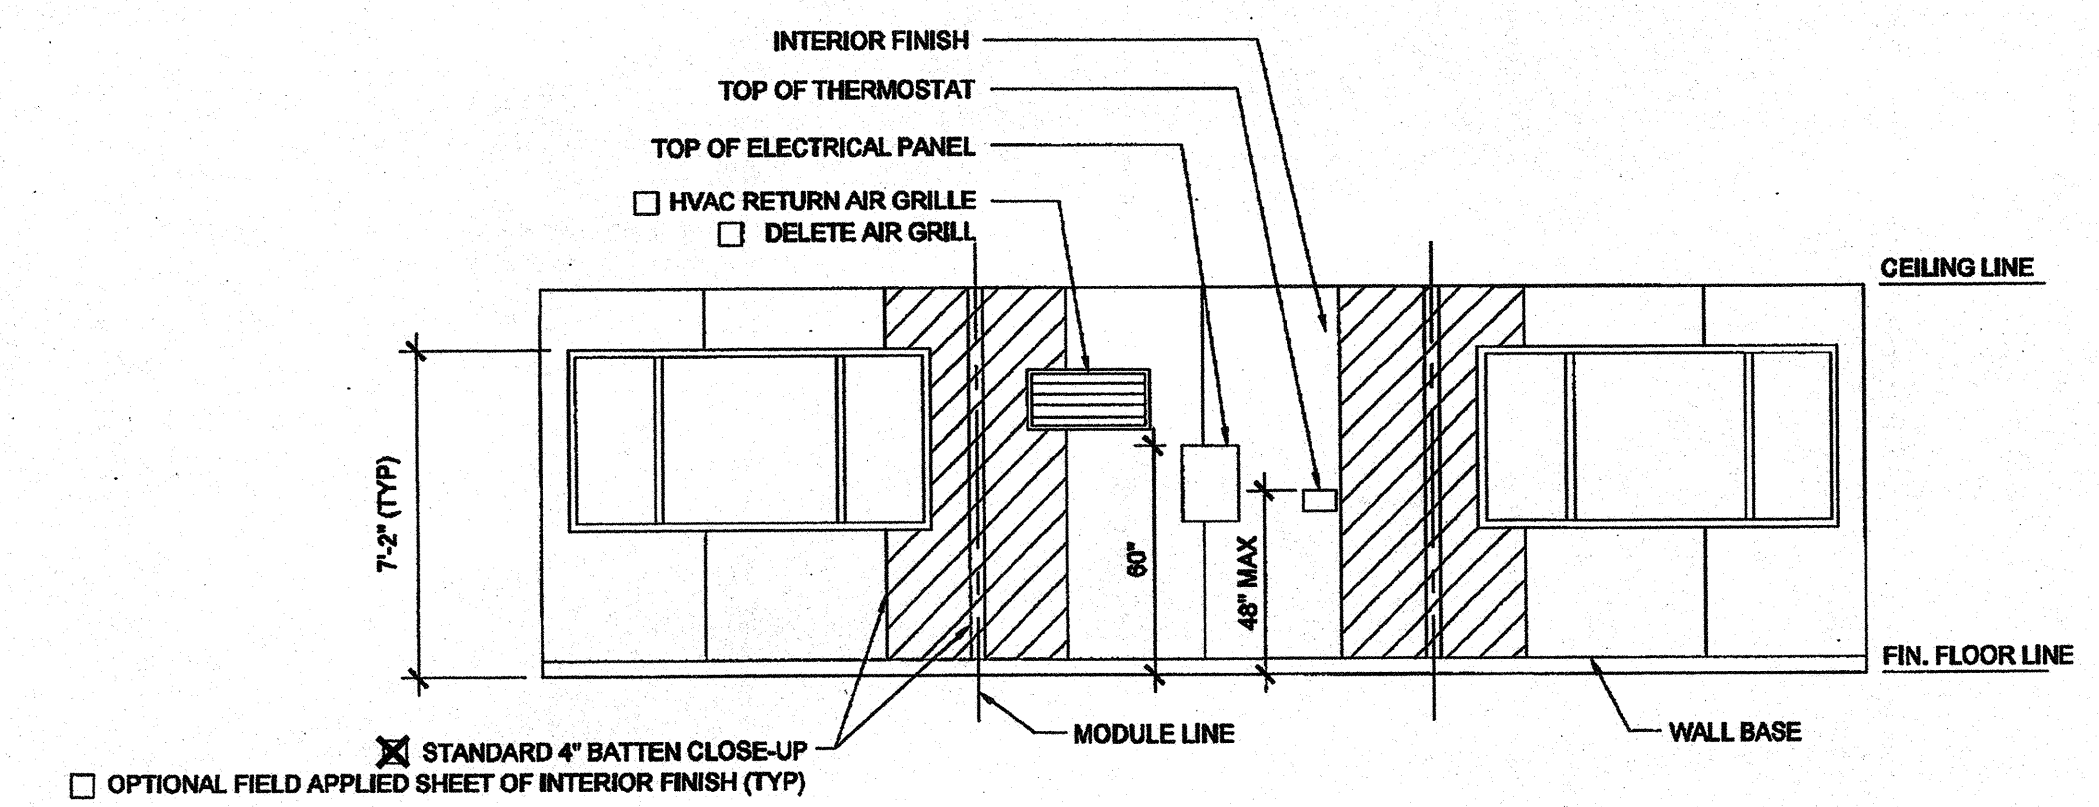 INTERIOR FINISH
TOP OF THERMOSTAT
TOP OF ELECTRICAL PANEL
HVAC RETURN AIR GRILLE
DELETE AIR GRILL
CEILING LINE
7'-2" (TYP)
60"
48" MAX
FIN. FLOOR LINE
MODULE LINE
WALL BASE
STANDARD 4" BATTEN CLOSE-UP
OPTIONAL FIELD APPLIED SHEET OF INTERIOR FINISH (TYP)